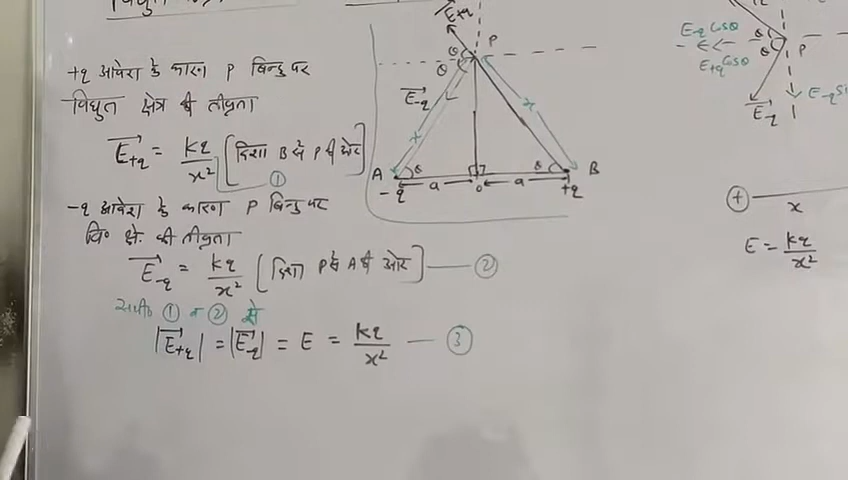 +q आवेश के कारण P बिन्दु पर
विद्युत क्षेत्र की तीव्रता
E₊q = kq/x² [दिशा B से P की ओर] ①
-q आवेश के कारण P बिन्दु पर
वि० क्षे. की तीव्रता
E₋q = kq/x² [दिशा P से A की ओर] — ②
समी० ① व ② से
|E₊q| = |E₋q| = E = kq/x² — ③
E₊q
P
θ
θ
E₋q
x
x
A θ θ B
-q a o a +q
E₋q cosθ θ
E₊q cosθ θ P
E₋q
+ x
E = kq/x²